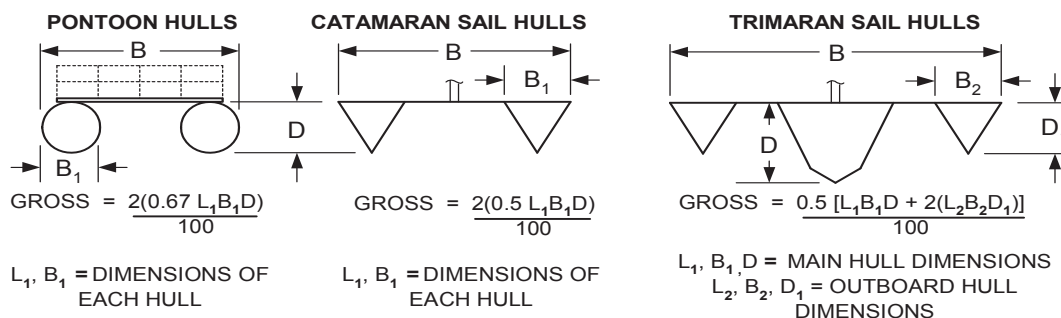 PONTOON HULLS
B
D
B₁
GROSS = 2(0.67 L₁B₁D)
100
L₁, B₁ = DIMENSIONS OF
EACH HULL
CATAMARAN SAIL HULLS
B
B₁
D
GROSS = 2(0.5 L₁B₁D)
100
L₁, B₁ = DIMENSIONS OF
EACH HULL
TRIMARAN SAIL HULLS
B
B₂
D
D
GROSS = 0.5 [L₁B₁D + 2(L₂B₂D₁)]
100
L₁, B₁, D = MAIN HULL DIMENSIONS
L₂, B₂, D₁ = OUTBOARD HULL
DIMENSIONS